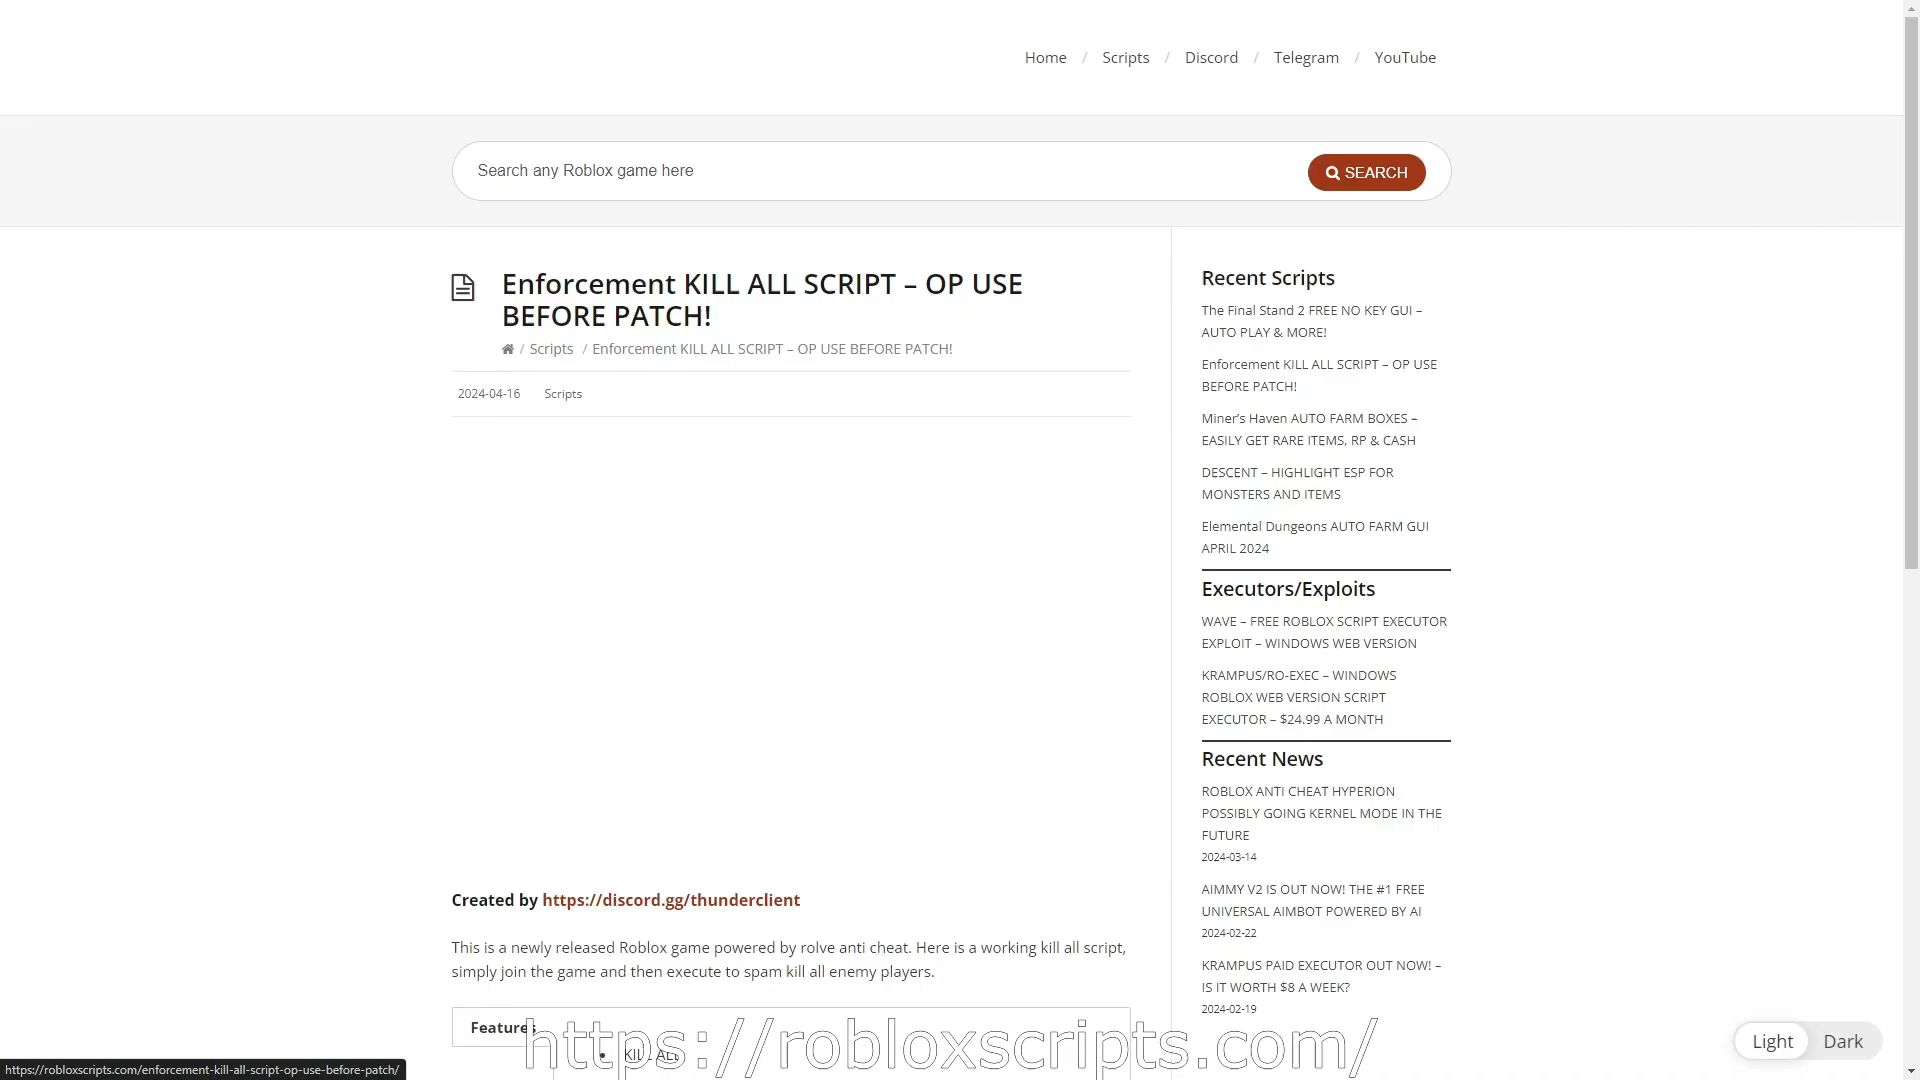 Home / Scripts / Discord / Telegram / YouTube
Search any Roblox game here
SEARCH
Enforcement KILL ALL SCRIPT – OP USE
BEFORE PATCH!
/ Scripts / Enforcement KILL ALL SCRIPT – OP USE BEFORE PATCH!
2024-04-16 Scripts
Created by https://discord.gg/thunderclient
This is a newly released Roblox game powered by rolve anti cheat. Here is a working kill all script,
simply join the game and then execute to spam kill all enemy players.
Features
• KILL ALL
Recent Scripts
The Final Stand 2 FREE NO KEY GUI –
AUTO PLAY & MORE!
Enforcement KILL ALL SCRIPT – OP USE
BEFORE PATCH!
Miner’s Haven AUTO FARM BOXES –
EASILY GET RARE ITEMS, RP & CASH
DESCENT – HIGHLIGHT ESP FOR
MONSTERS AND ITEMS
Elemental Dungeons AUTO FARM GUI
APRIL 2024
Executors/Exploits
WAVE – FREE ROBLOX SCRIPT EXECUTOR
EXPLOIT – WINDOWS WEB VERSION
KRAMPUS/RO-EXEC – WINDOWS
ROBLOX WEB VERSION SCRIPT
EXECUTOR – $24.99 A MONTH
Recent News
ROBLOX ANTI CHEAT HYPERION
POSSIBLY GOING KERNEL MODE IN THE
FUTURE
2024-03-14
AIMMY V2 IS OUT NOW! THE #1 FREE
UNIVERSAL AIMBOT POWERED BY AI
2024-02-22
KRAMPUS PAID EXECUTOR OUT NOW! –
IS IT WORTH $8 A WEEK?
2024-02-19
https://robloxscripts.com/
Light Dark
https://robloxscripts.com/enforcement-kill-all-script-op-use-before-patch/